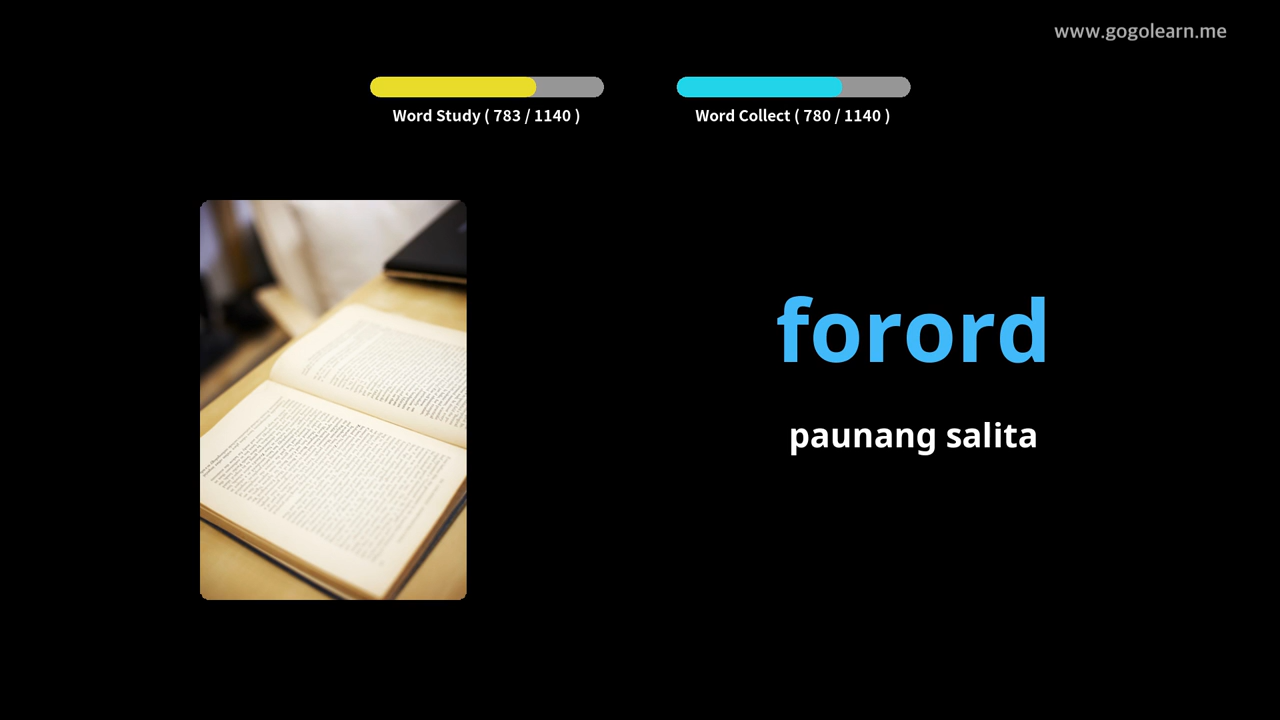 www.gogolearn.me
Word Study ( 783 / 1140 )
Word Collect ( 780 / 1140 )
forord
paunang salita